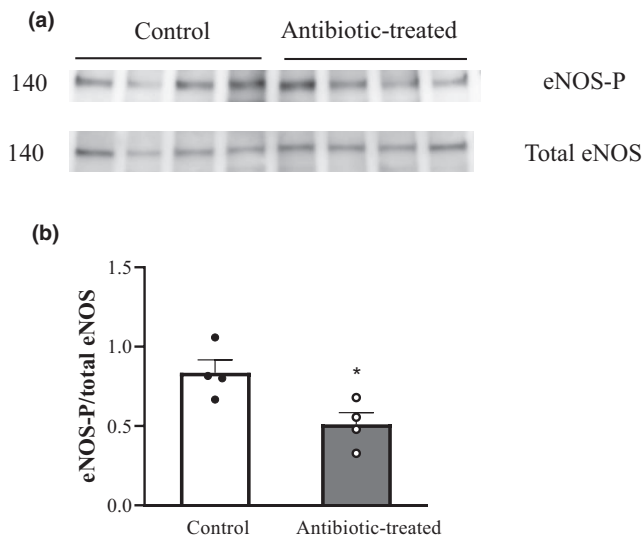 (a)
Control Antibiotic-treated
140 eNOS-P
140 Total eNOS
(b)
eNOS-P/total eNOS
1.5
1.0
0.5
0.0
*
Control Antibiotic-treated